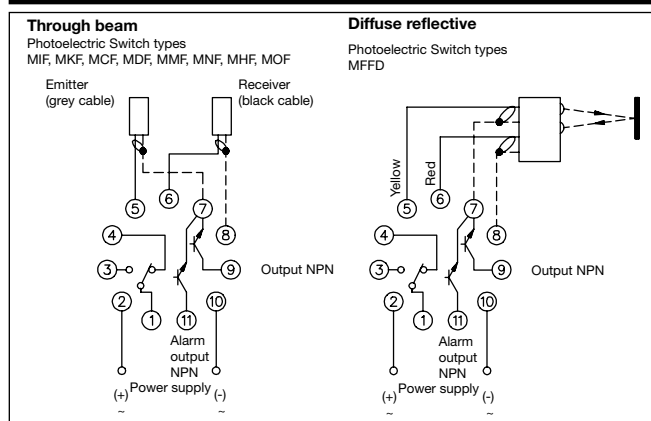 Through beam
Photoelectric Switch types
MIF, MKF, MCF, MDF, MMF, MNF, MHF, MOF
Emitter
(grey cable)
Receiver
(black cable)
5
6
7
8
4
3
9
Output NPN
2
10
1
11
Alarm
output
NPN
Power supply
(+)
(-)
~
~
Diffuse reflective
Photoelectric Switch types
MFFD
Yellow
Red
5
6
7
8
4
3
9
Output NPN
2
10
1
11
Alarm
output
NPN
Power supply
(+)
(-)
~
~